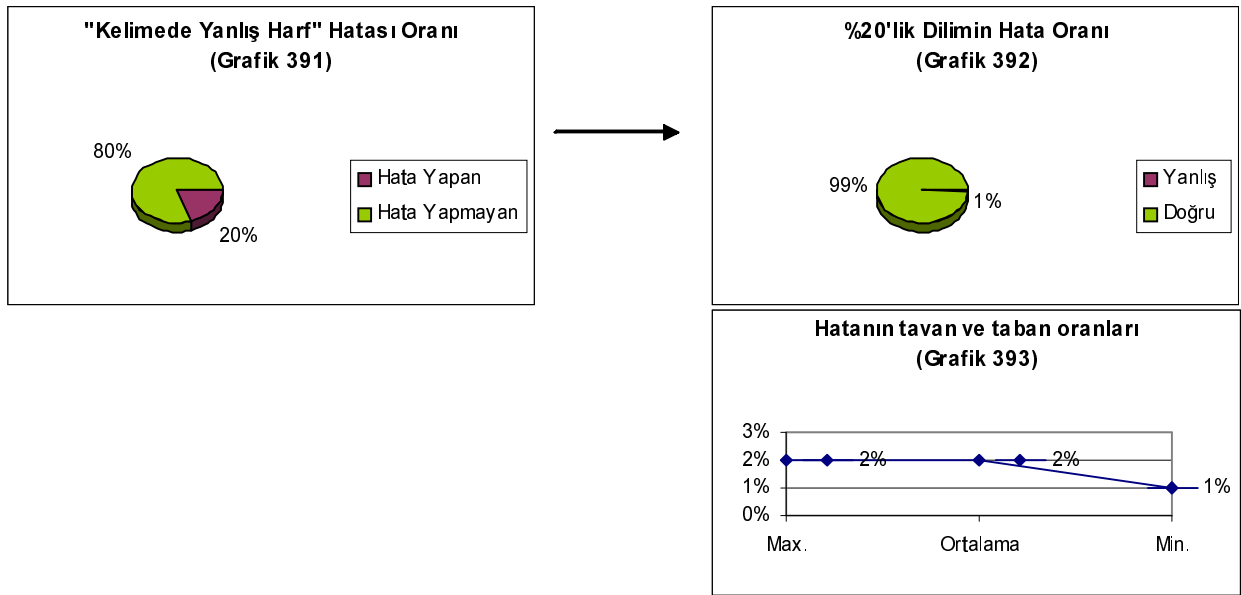 "Kelimede Yanlış Harf" Hatası Oranı
(Grafik 391)
80%
20%
Hata Yapan
Hata Yapmayan
%20'lik Dilimin Hata Oranı
(Grafik 392)
99%
1%
Yanlış
Doğru
Hatanın tavan ve taban oranları
(Grafik 393)
3%
2%
1%
0%
2%
2%
1%
Max.
Ortalama
Min.